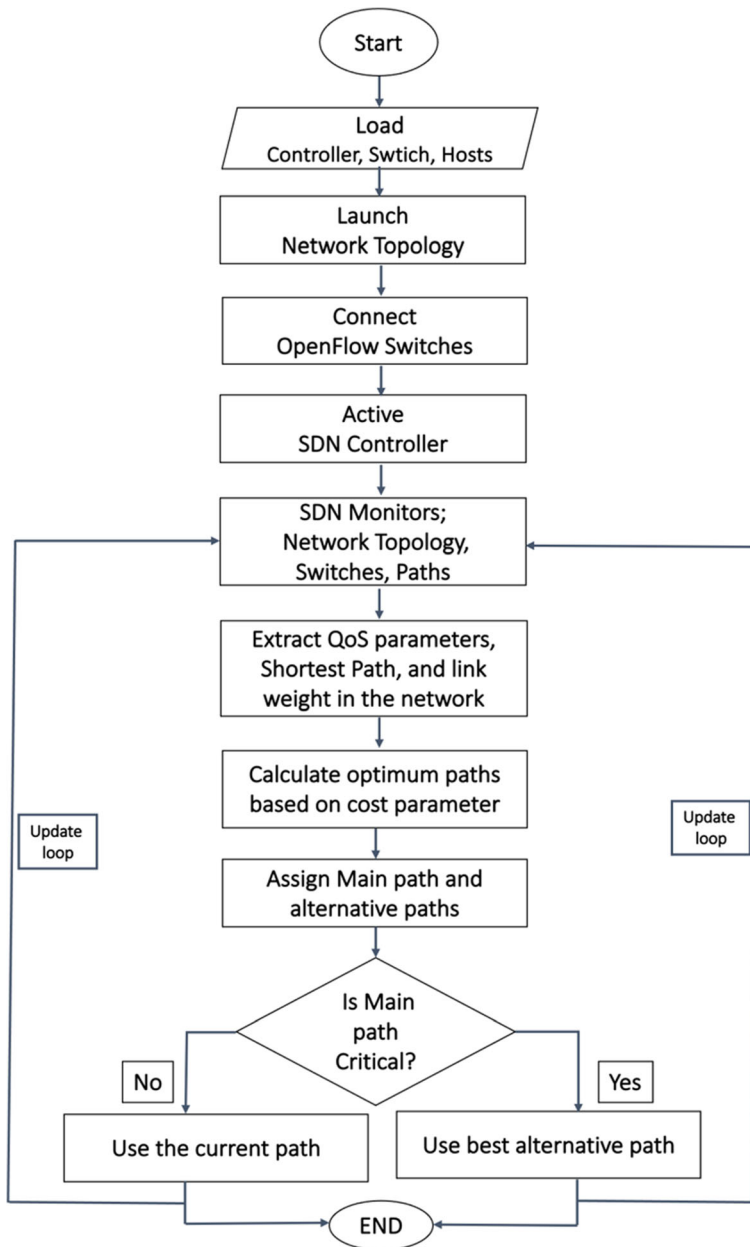 Start
Load
Controller, Swtich, Hosts
Launch
Network Topology
Connect
OpenFlow Switches
Active
SDN Controller
SDN Monitors;
Network Topology,
Switches, Paths
Extract QoS parameters,
Shortest Path, and link
weight in the network
Calculate optimum paths
based on cost parameter
Update
loop
Update
loop
Assign Main path and
alternative paths
Is Main
path
Critical?
No
Yes
Use the current path
Use best alternative path
END